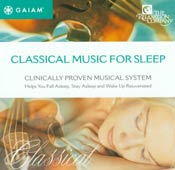 GAIAM
THE RELAXATION COMPANY
CLASSICAL MUSIC FOR SLEEP
CLINICALLY PROVEN MUSICAL SYSTEM
Helps You Fall Asleep, Stay Asleep and Wake Up Rejuvenated
Classical